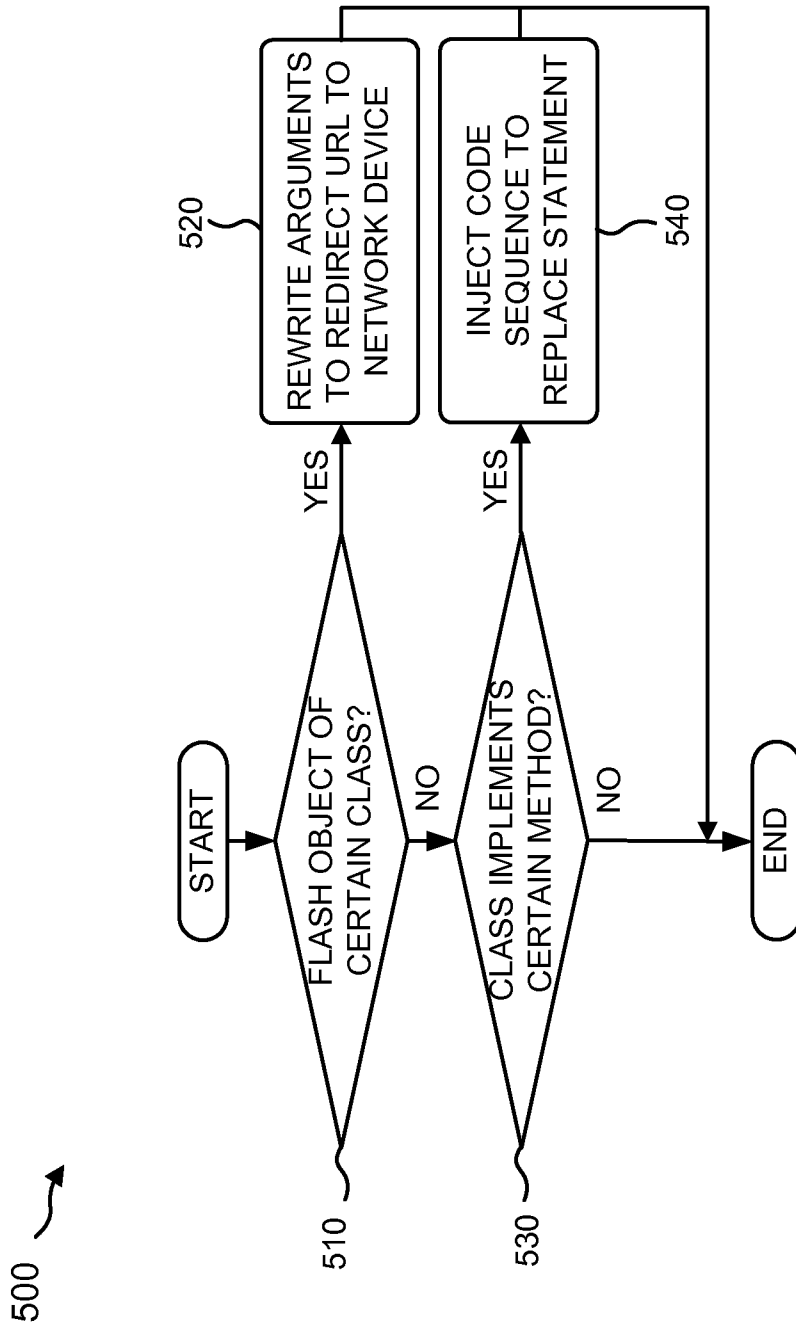 500
START
510
FLASH OBJECT OF
CERTAIN CLASS?
YES
520
REWRITE ARGUMENTS
TO REDIRECT URL TO
NETWORK DEVICE
NO
530
CLASS IMPLEMENTS
CERTAIN METHOD?
YES
INJECT CODE
SEQUENCE TO
REPLACE STATEMENT
540
NO
END